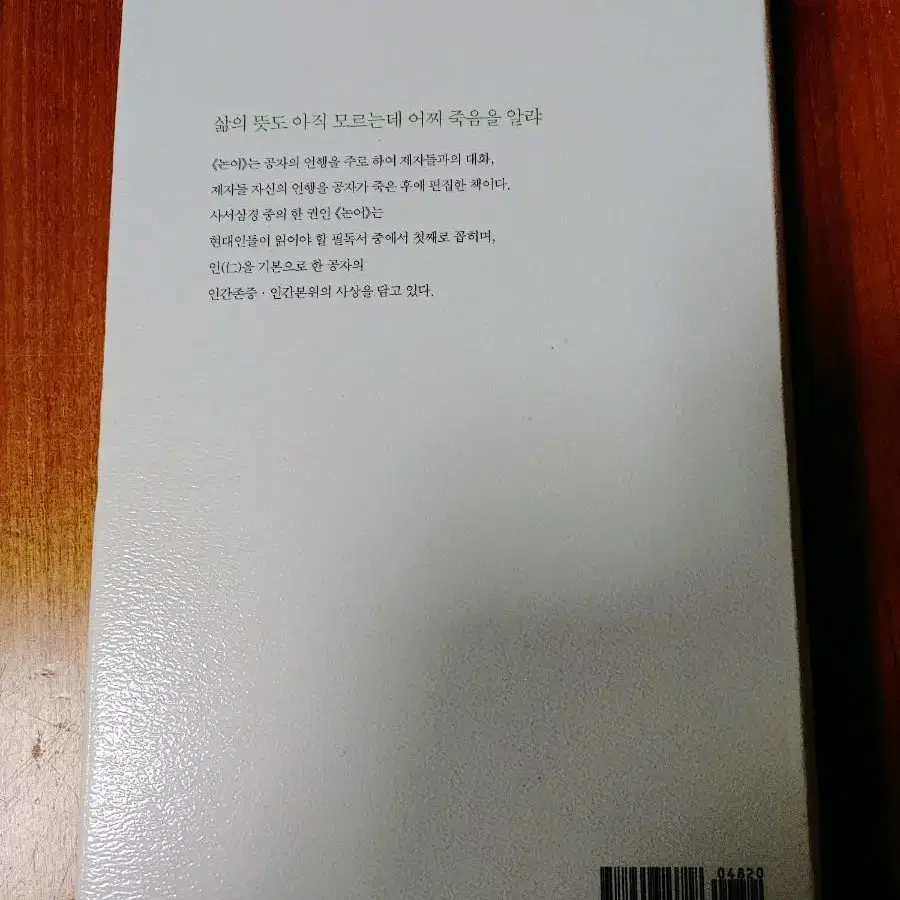 삶의 뜻도 아직 모르는데 어찌 죽음을 알랴
《논어》는 공자의 언행을 주로 하여 제자들과의 대화,
제자들 자신의 언행을 공자가 죽은 후에 편집한 책이다.
사서삼경 중의 한 권인 《논어》는
현대인들이 읽어야 할 필독서 중에서 첫째로 꼽히며,
인(仁)을 기본으로 한 공자의
인간존중·인간본위의 사상을 담고 있다.
04820